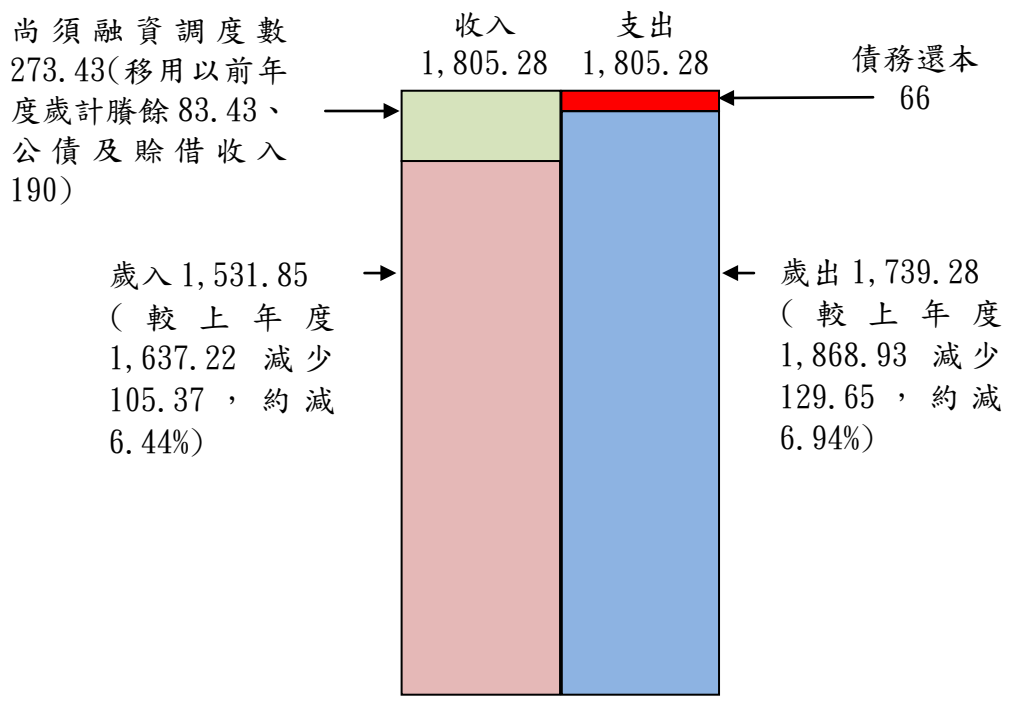 尚須融資調度數
273.43(移用以前年
度歲計賸餘83.43、
公債及賒借收入
190)
收入
1,805.28
支出
1,805.28
債務還本
66
歲入1,531.85
(較上年度
1,637.22 減少
105.37,約減
6.44%)
歲出1,739.28
(較上年度
1,868.93 減少
129.65,約減
6.94%)